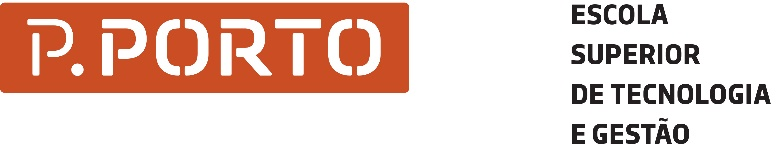 P.PORTO
ESCOLA
SUPERIOR
DE TECNOLOGIA
E GESTÃO